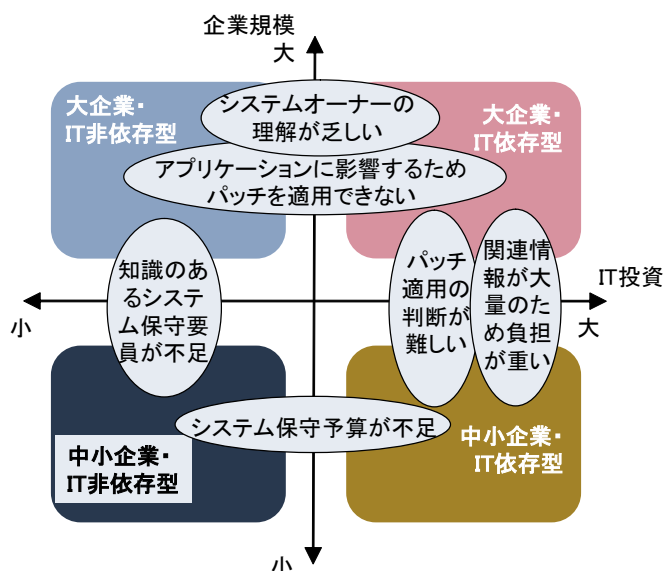 企業規模
大
大企業・
IT非依存型
システムオーナーの
理解が乏しい
大企業・
IT依存型
アプリケーションに影響するため
パッチを適用できない
知識のあ
るシステ
ム保守要
員が不足
パッチ
適用の
判断が
難しい
関連情
報が大
量のた
め負担
が重い
IT投資
小
大
システム保守予算が不足
中小企業・
IT非依存型
中小企業・
IT依存型
小